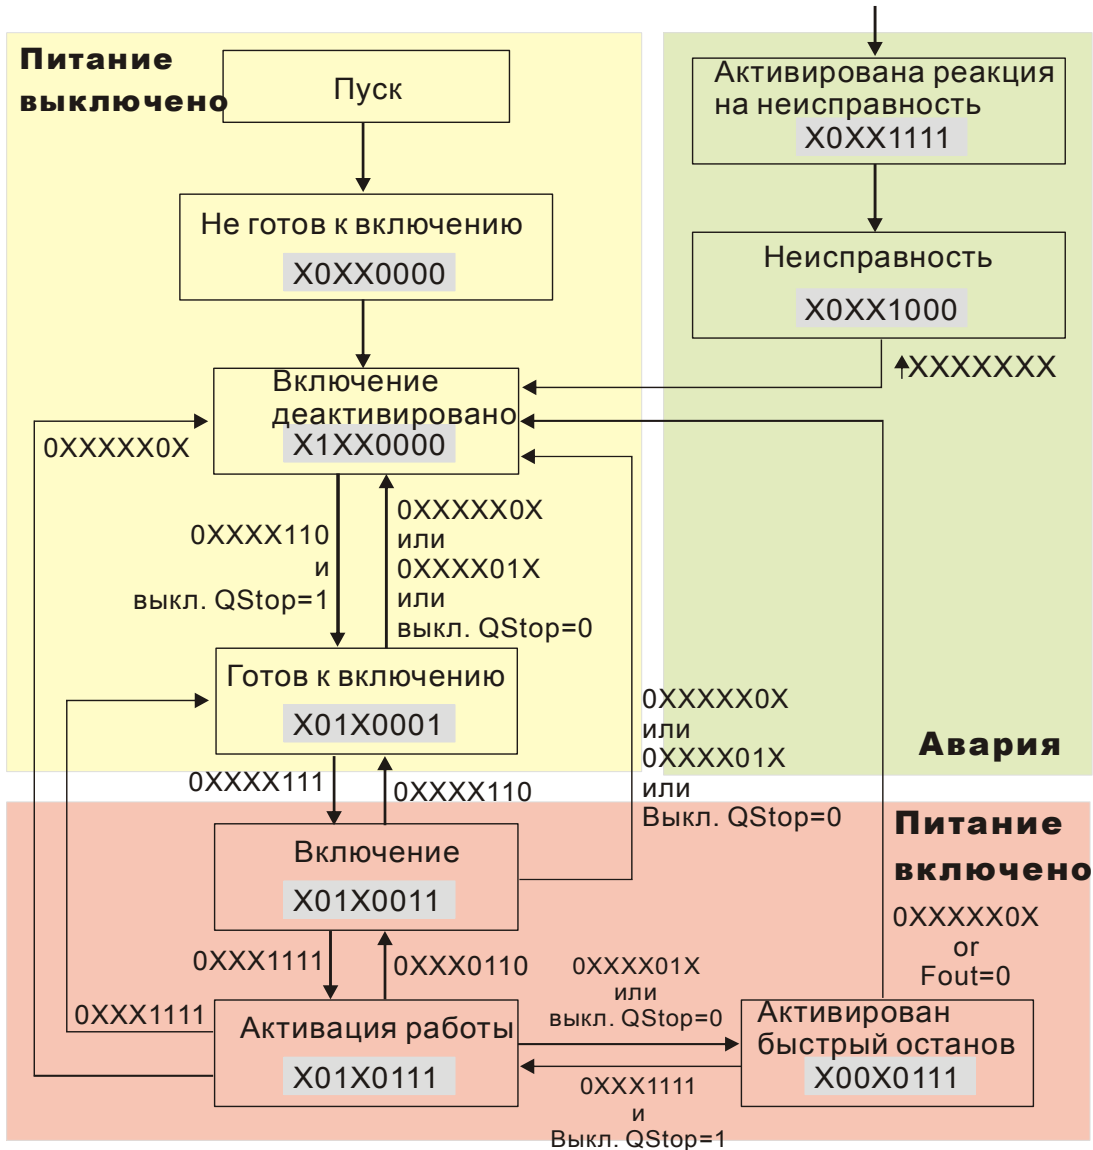 Питание
выключено
Пуск
Не готов к включению
X0XX0000
Включение
деактивировано
X1XX0000
0XXXXX0X
0XXXX110
и
выкл. QStop=1
0XXXXX0X
или
0XXXX01X
или
выкл. QStop=0
Готов к включению
X01X0001
Активирована реакция
на неисправность
X0XX1111
Неисправность
X0XX1000
XXXXXXX
Авария
0XXXXX0X
или
0XXXX01X
или
Выкл. QStop=0
0XXXX111
0XXXX110
Питание
включено
Включение
X01X0011
0XXX1111
0XXX0110
0XXX1111
Активация работы
X01X0111
0XXXX01X
или
выкл. QStop=0
0XXX1111
и
Выкл. QStop=1
0XXXXX0X
or
Fout=0
Активирован
быстрый останов
X00X0111